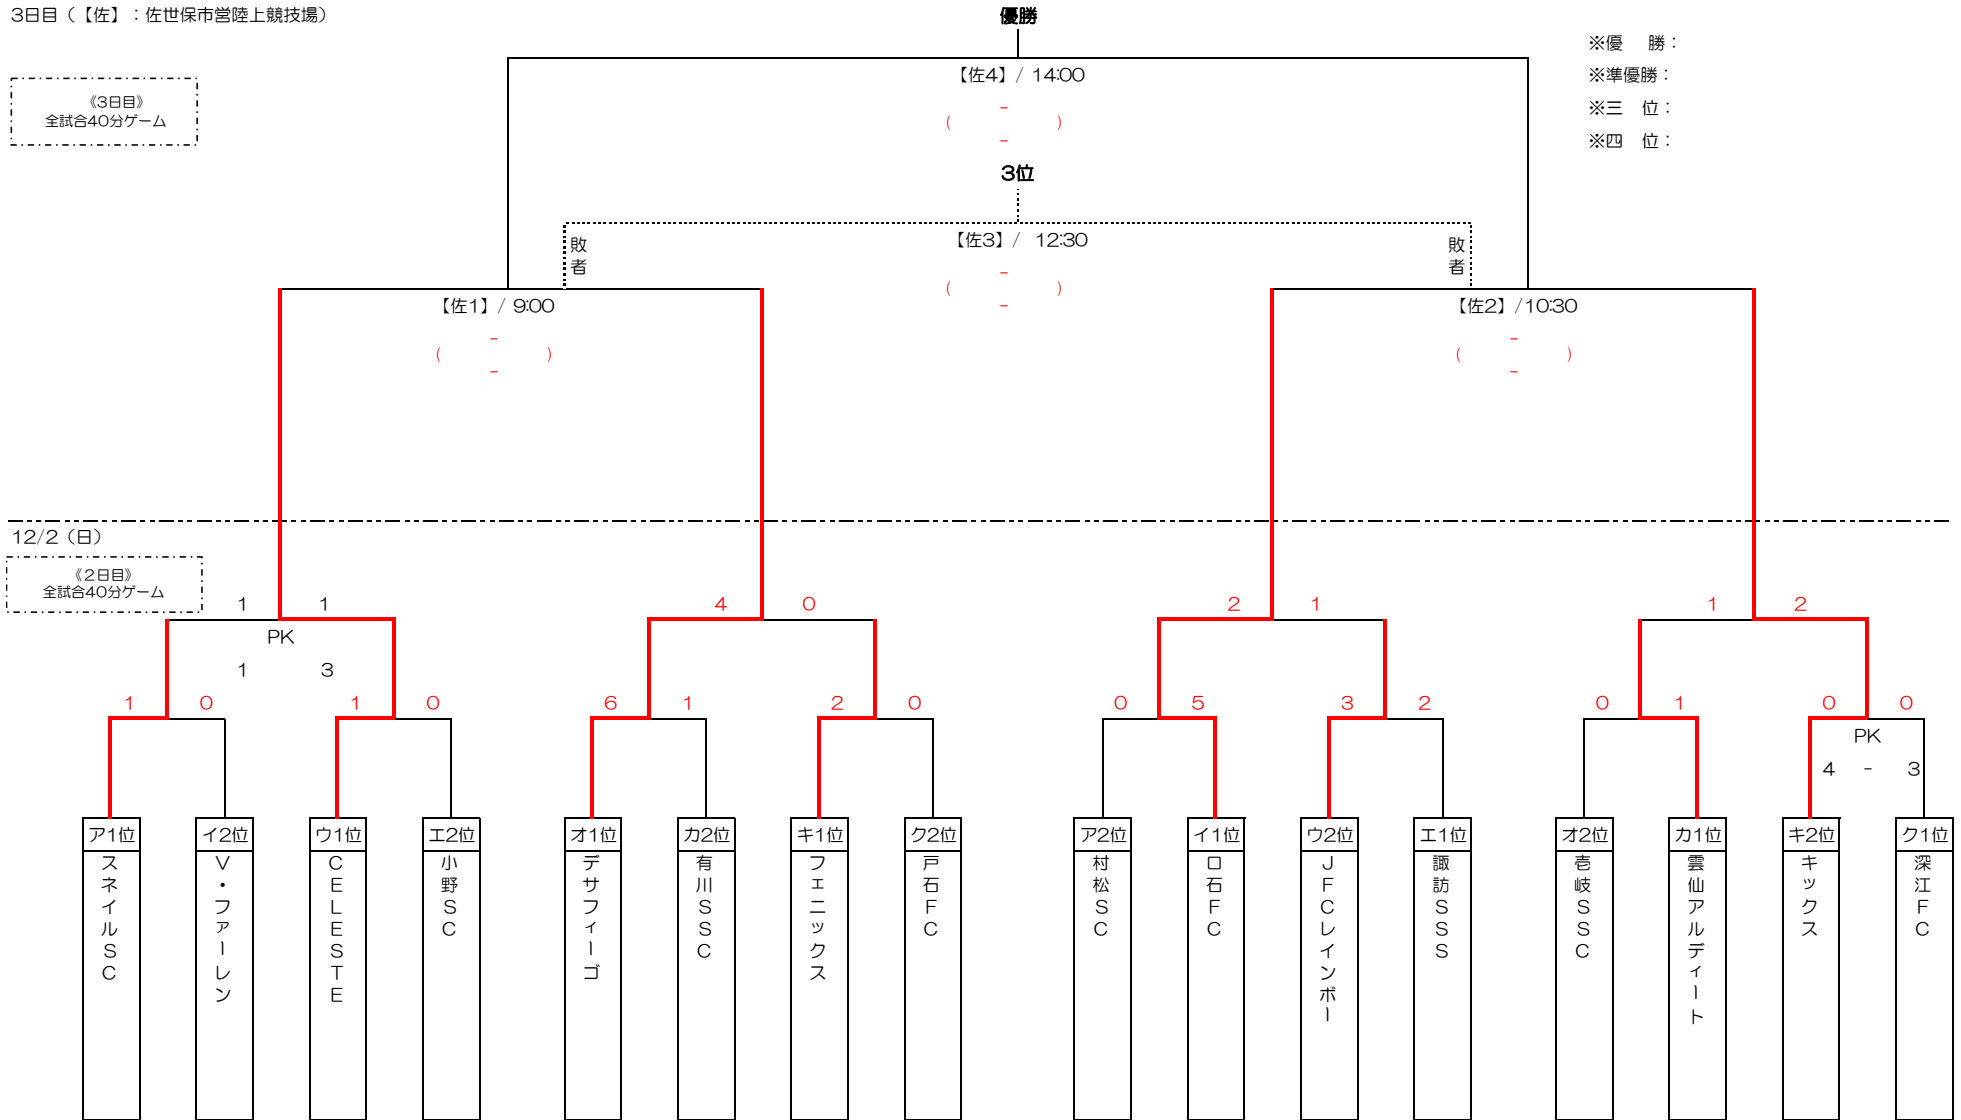 3日目（【佐】：佐世保市営陸上競技場）
優勝
※優　勝：
※準優勝：
※三　位：
※四　位：
《3日目》
全試合40分ゲーム
【佐4】/ 14:00
-
(　　)
-
3位
【佐3】/ 12:30
敗者
敗者
-
(　　)
-
【佐1】/ 9:00
-
(　　)
-
【佐2】/10:30
-
(　　)
-
12/2（日）
《2日目》
全試合40分ゲーム
1　1　4　0　2　1　1　2
PK
1　3
1　0　1　0　6　1　2　0　0　5　3　2　0　1　0　0
PK
4　-　3
ア1位　イ2位　ウ1位　エ2位　オ1位　カ2位　キ1位　ク2位　ア2位　イ1位　ウ2位　エ1位　オ2位　カ1位　キ2位　ク1位
スネイルSC
V・ファーレン
CELESTE
小野SC
デサフィーゴ
有川SSC
フェニックス
戸石FC
村松SC
口石FC
JFCレインボー
諏訪SSS
壱岐SSC
雲仙アルディート
キックス
深江FC